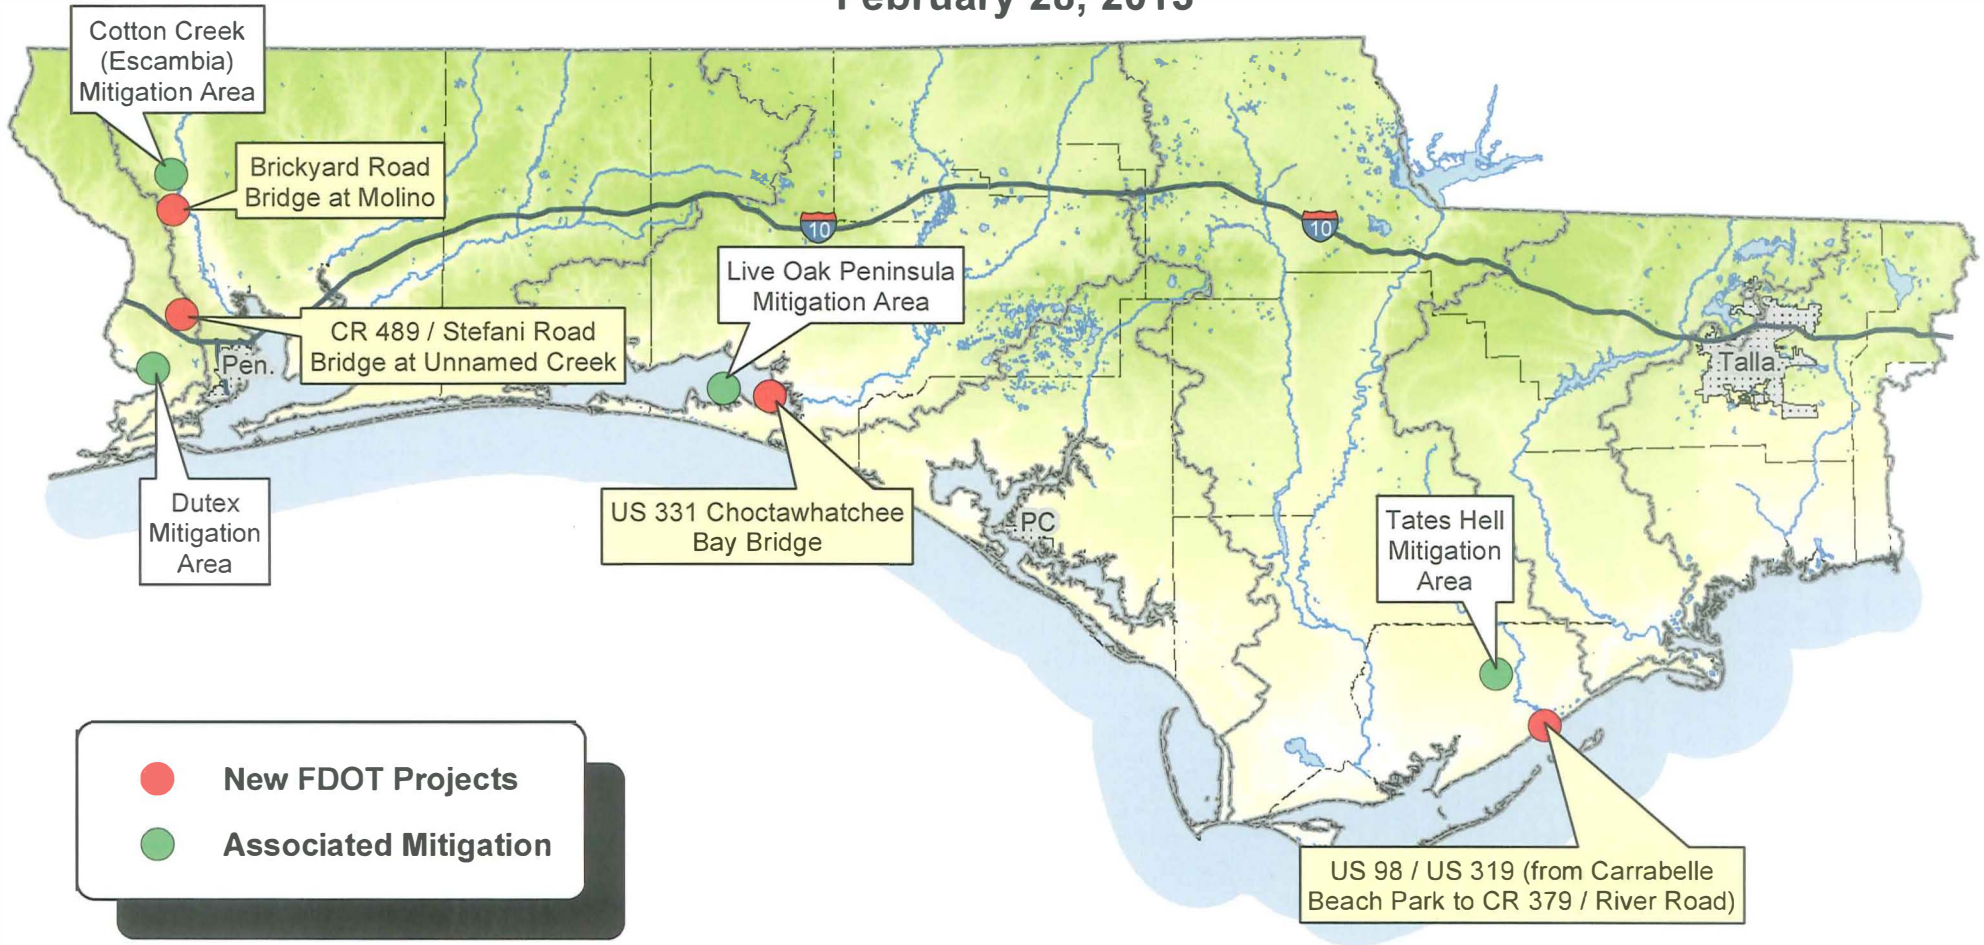 February 28, 2013
Cotton Creek
(Escambia)
Mitigation Area
Brickyard Road
Bridge at Molino
10
10
Live Oak Peninsula
Mitigation Area
CR 489 / Stefani Road
Bridge at Unnamed Creek
Pen.
Talla.
Dutex
Mitigation
Area
US 331 Choctawhatchee
Bay Bridge
PC
Tates Hell
Mitigation
Area
New FDOT Projects
Associated Mitigation
US 98 / US 319 (from Carrabelle
Beach Park to CR 379 / River Road)